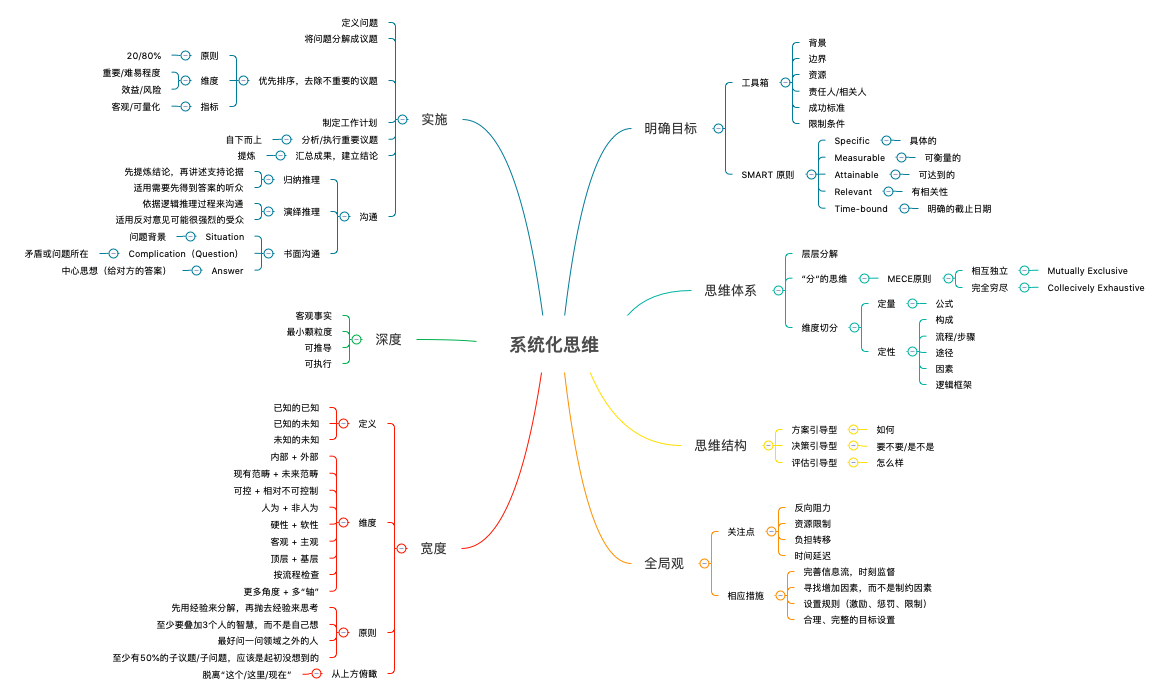 系统化思维
明确目标
工具箱
背景
边界
资源
责任人/相关人
成功标准
限制条件
SMART 原则
Specific
具体的
Measurable
可衡量的
Attainable
可达到的
Relevant
有相关性
Time-bound
明确的截止日期
思维体系
层层分解
“分”的思维
MECE原则
相互独立
Mutually Exclusive
完全穷尽
Collecively Exhaustive
维度切分
定量
公式
定性
构成
流程/步骤
途径
因素
逻辑框架
思维结构
方案引导型
如何
决策引导型
要不要/是不是
评估引导型
怎么样
全局观
关注点
反向阻力
资源限制
负担转移
时间延迟
相应措施
完善信息流，时刻监督
寻找增加因素，而不是制约因素
设置规则（激励、惩罚、限制）
合理、完整的目标设置
实施
定义问题
将问题分解成议题
优先排序，去除不重要的议题
原则
20/80%
维度
重要/难易程度
效益/风险
指标
客观/可量化
制定工作计划
分析/执行重要议题
自下而上
汇总成果，建立结论
提炼
沟通
归纳推理
先提炼结论，再讲述支持论据
适用需要先得到答案的听众
演绎推理
依据逻辑推理过程来沟通
适用反对意见可能很强烈的受众
书面沟通
Situation
问题背景
Complication（Question）
矛盾或问题所在
Answer
中心思想（给对方的答案）
深度
客观事实
最小颗粒度
可推导
可执行
宽度
定义
已知的已知
已知的未知
未知的未知
维度
内部 + 外部
现有范畴 + 未来范畴
可控 + 相对不可控制
人为 + 非人为
硬性 + 软性
客观 + 主观
顶层 + 基层
按流程检查
更多角度 + 多“轴”
原则
先用经验来分解，再抛去经验来思考
至少要叠加3个人的智慧，而不是自己想
最好问一问领域之外的人
至少有50%的子议题/子问题，应该是起初没想到的
从上方俯瞰
脱离“这个/这里/现在”